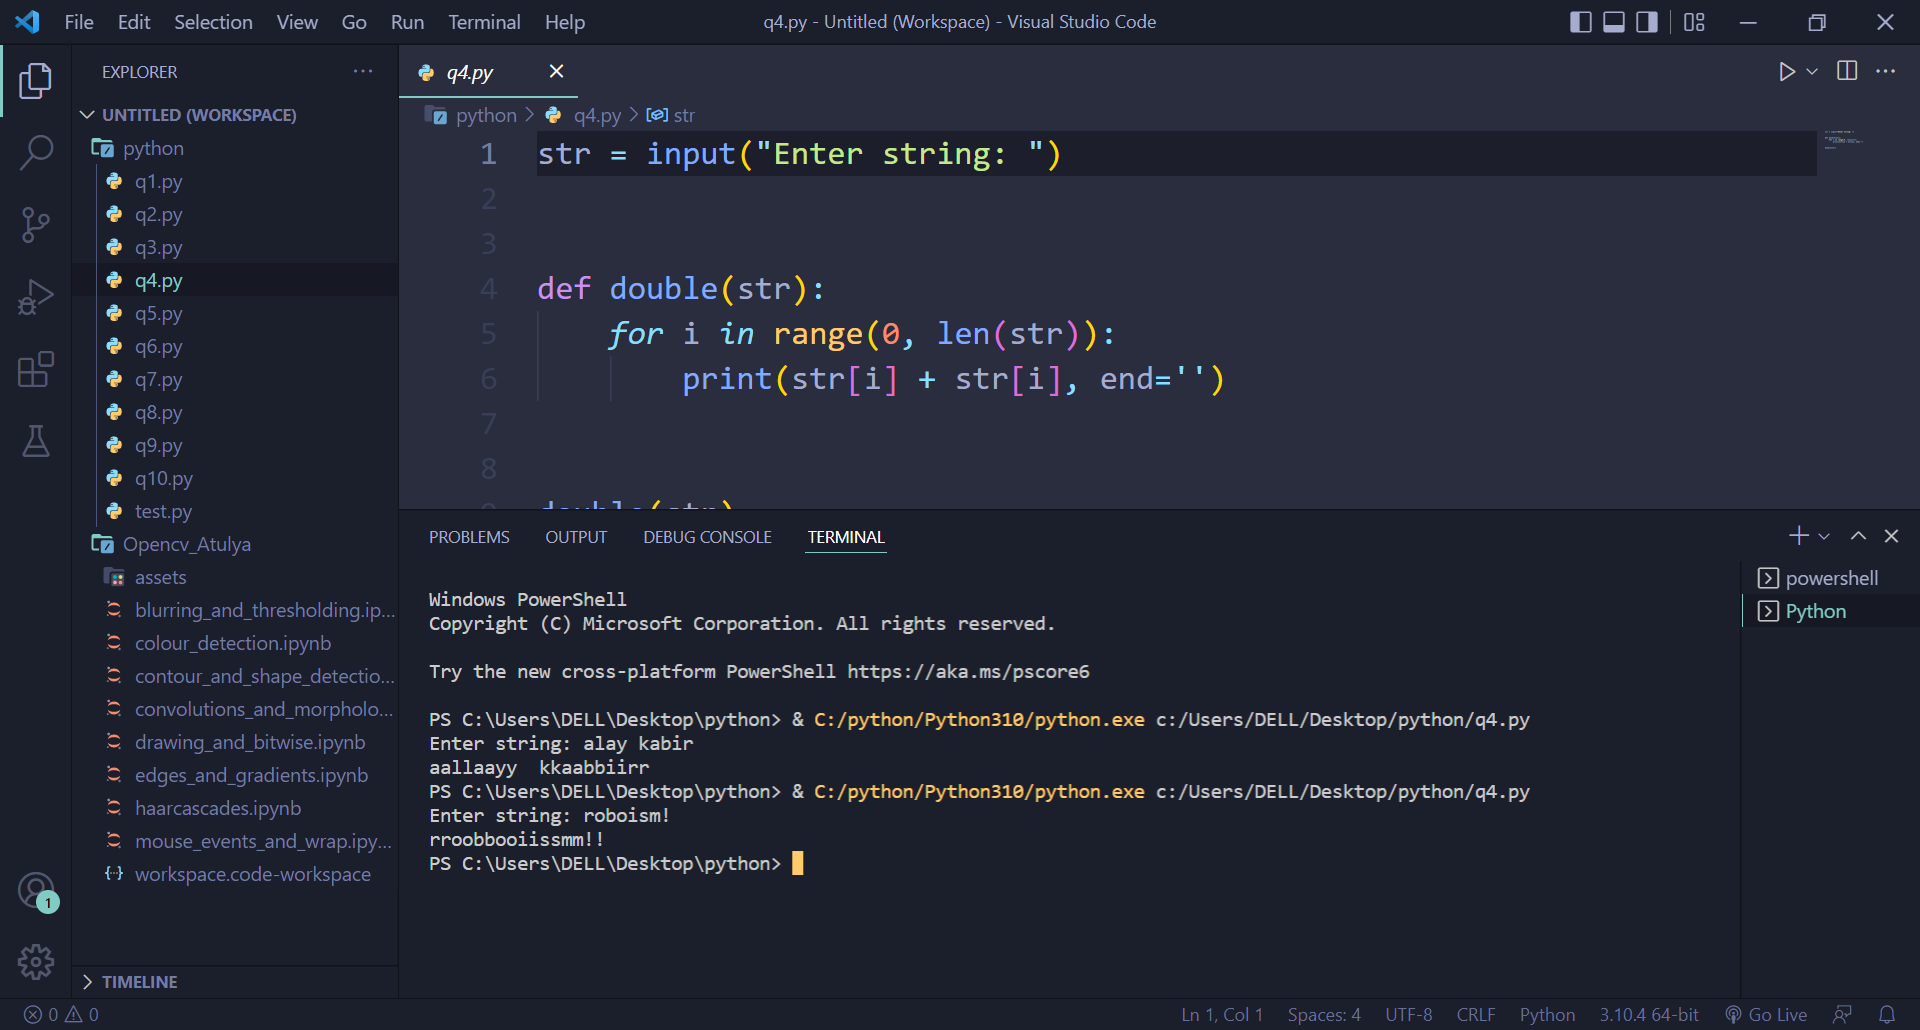 File Edit Selection View Go Run Terminal Help
q4.py - Untitled (Workspace) - Visual Studio Code
EXPLORER
UNTITLED (WORKSPACE)
python
q1.py
q2.py
q3.py
q4.py
q5.py
q6.py
q7.py
q8.py
q9.py
q10.py
test.py
Opencv_Atulya
assets
blurring_and_thresholding.ip...
colour_detection.ipynb
contour_and_shape_detectio...
convolutions_and_morpholo...
drawing_and_bitwise.ipynb
edges_and_gradients.ipynb
haarcascades.ipynb
mouse_events_and_wrap.ipy...
workspace.code-workspace
TIMELINE
1
q4.py
python > q4.py > str
1 str = input("Enter string: ")
2
3
4 def double(str):
5     for i in range(0, len(str)):
6         print(str[i] + str[i], end='')
7
8
9 double(str)
PROBLEMS OUTPUT DEBUG CONSOLE TERMINAL
Windows PowerShell
Copyright (C) Microsoft Corporation. All rights reserved.
Try the new cross-platform PowerShell https://aka.ms/pscore6
PS C:\Users\DELL\Desktop\python> & C:/python/Python310/python.exe c:/Users/DELL/Desktop/python/q4.py
Enter string: alay kabir
aallaayy  kkaabbiirr
PS C:\Users\DELL\Desktop\python> & C:/python/Python310/python.exe c:/Users/DELL/Desktop/python/q4.py
Enter string: roboism!
rroobbooiissmm!!
PS C:\Users\DELL\Desktop\python>
powershell
Python
0 0
Ln 1, Col 1 Spaces: 4 UTF-8 CRLF Python 3.10.4 64-bit Go Live